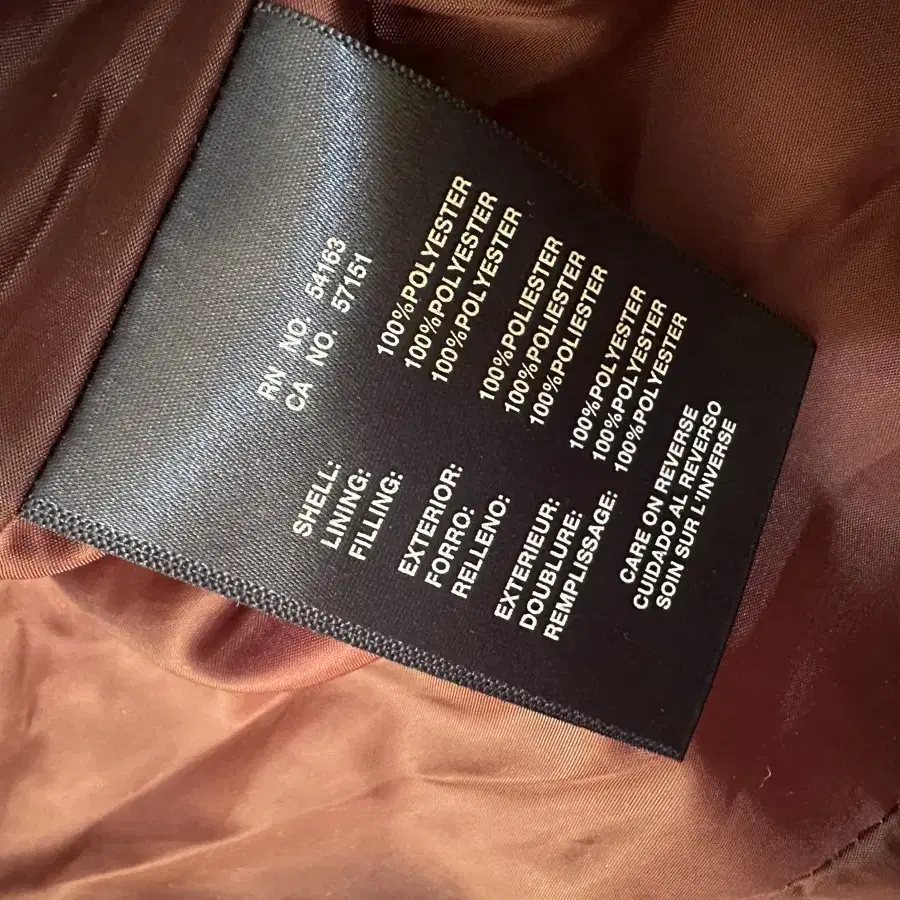 RN NO. 54163
CA NO. 57151
SHELL: 100%POLYESTER
LINING: 100%POLYESTER
FILLING: 100%POLYESTER
EXTERIOR: 100%POLIESTER
FORRO: 100%POLIESTER
RELLENO: 100%POLIESTER
EXTERIEUR: 100%POLYESTER
DOUBLURE: 100%POLYESTER
REMPLISSAGE: 100%POLYESTER
CARE ON REVERSE
CUIDADO AL REVERSO
SOIN SUR L'INVERSE